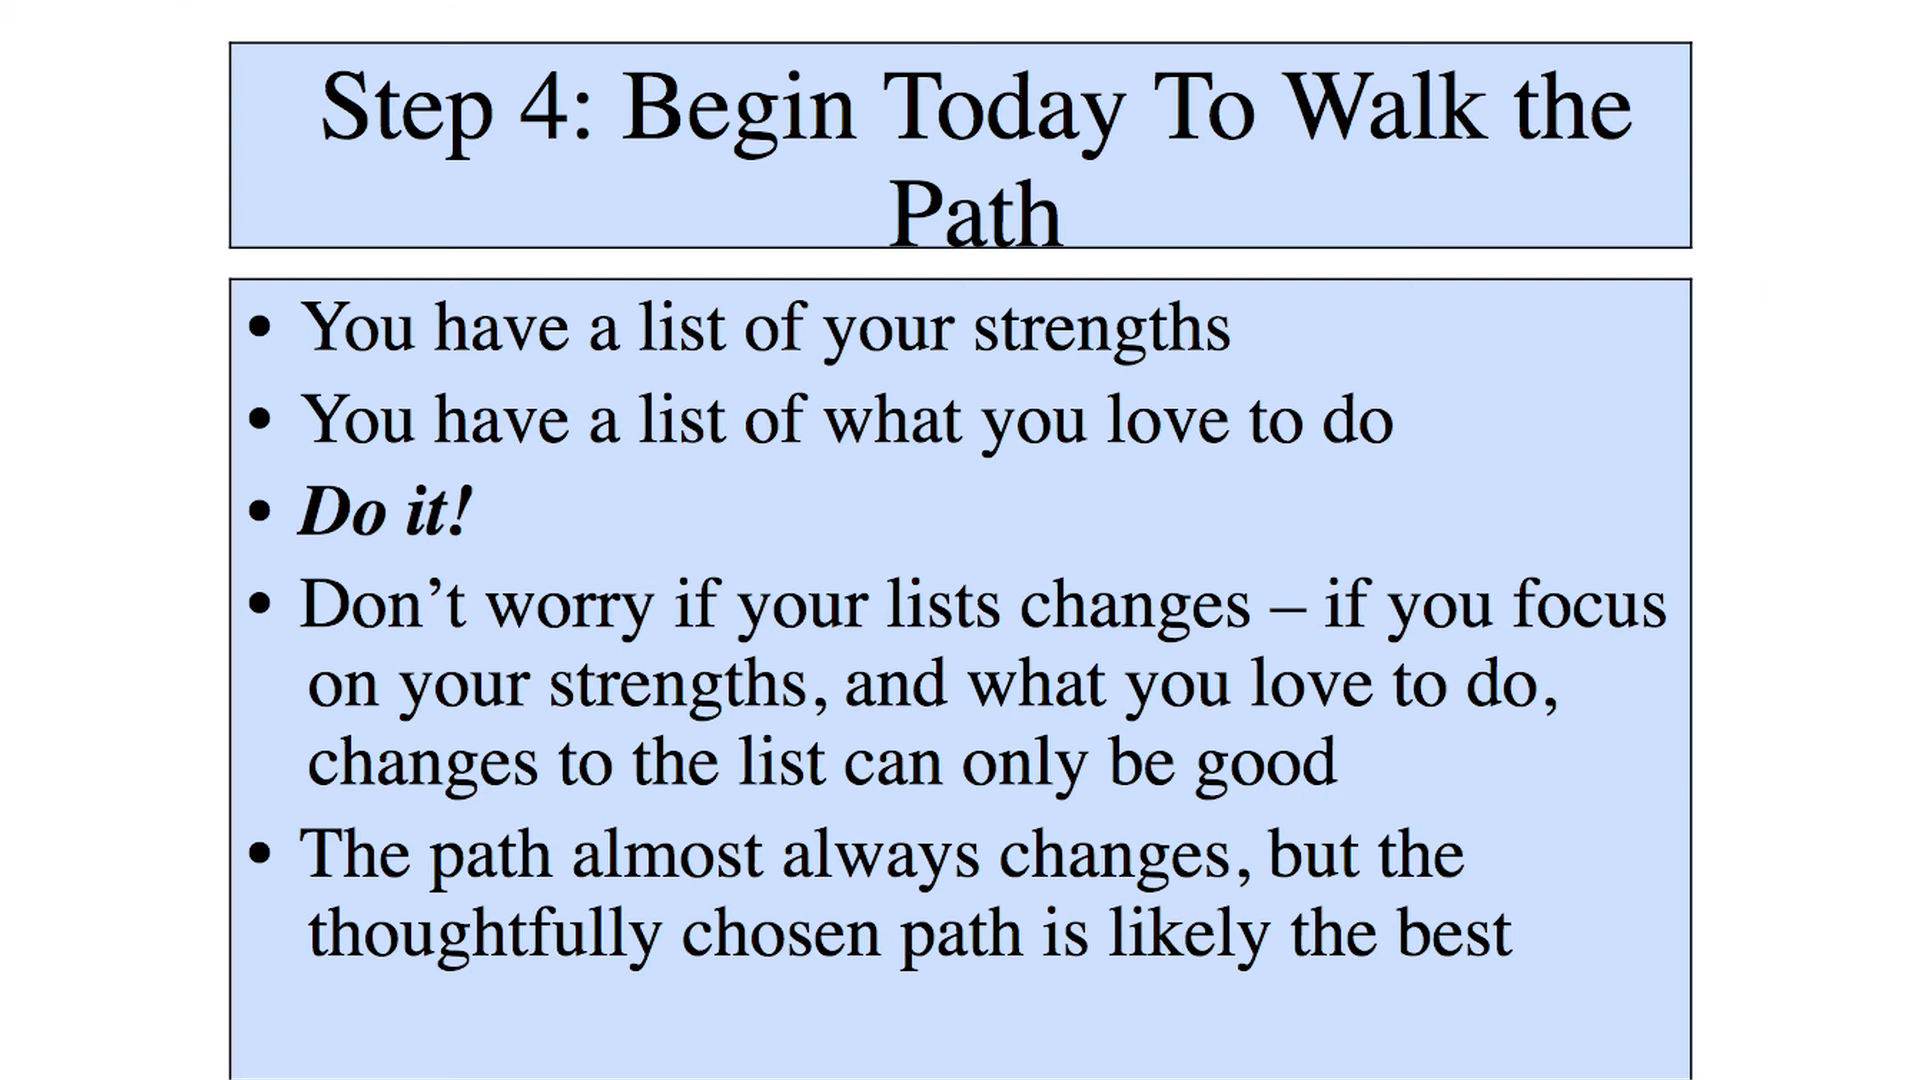 Step 4: Begin Today To Walk the
Path
• You have a list of your strengths
• You have a list of what you love to do
• Do it!
• Don’t worry if your lists changes – if you focus
on your strengths, and what you love to do,
changes to the list can only be good
• The path almost always changes, but the
thoughtfully chosen path is likely the best